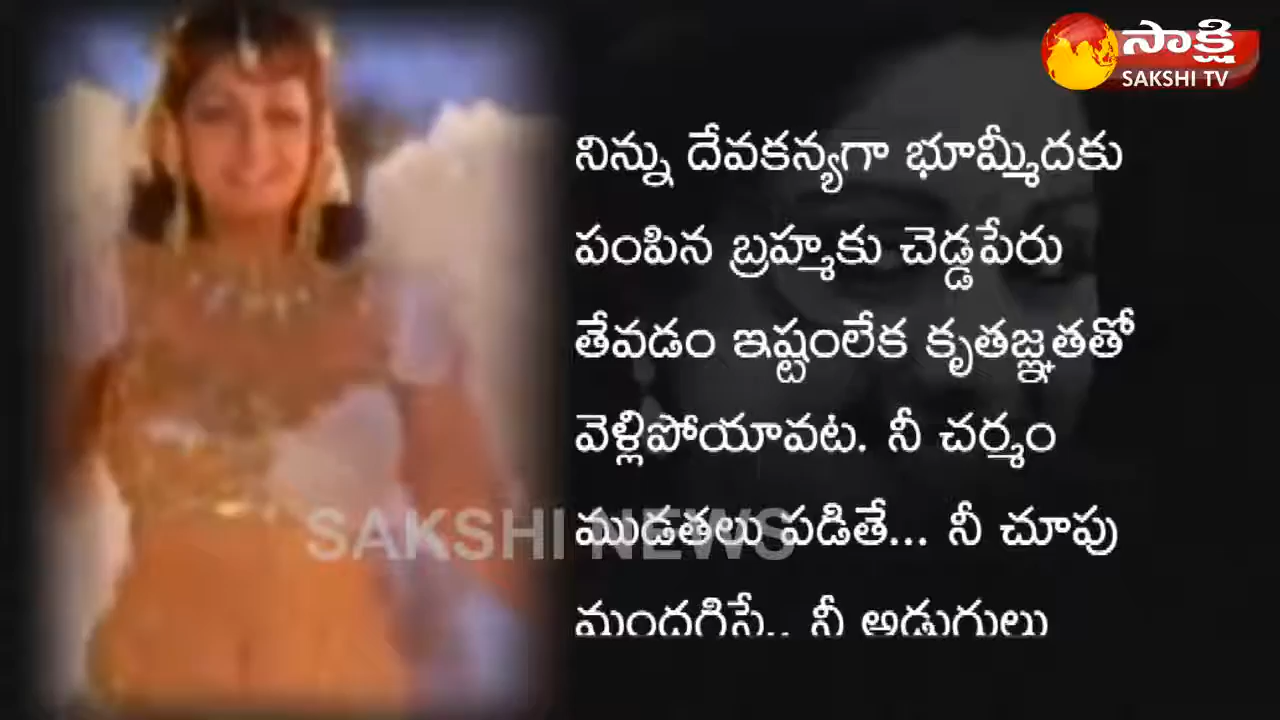 సాక్షి
SAKSHI TV
నిన్ను దేవకన్యగా భూమ్మీదకు
పంపిన బ్రహ్మకు చెడ్డపేరు
తేవడం ఇష్టంలేక కృతజ్ఞతతో
వెళ్లిపోయావట. నీ చర్మం
ముడతలు పడితే... నీ చూపు
మందగిస్తే.. నీ అడుగులు
SAKSHI NEWS